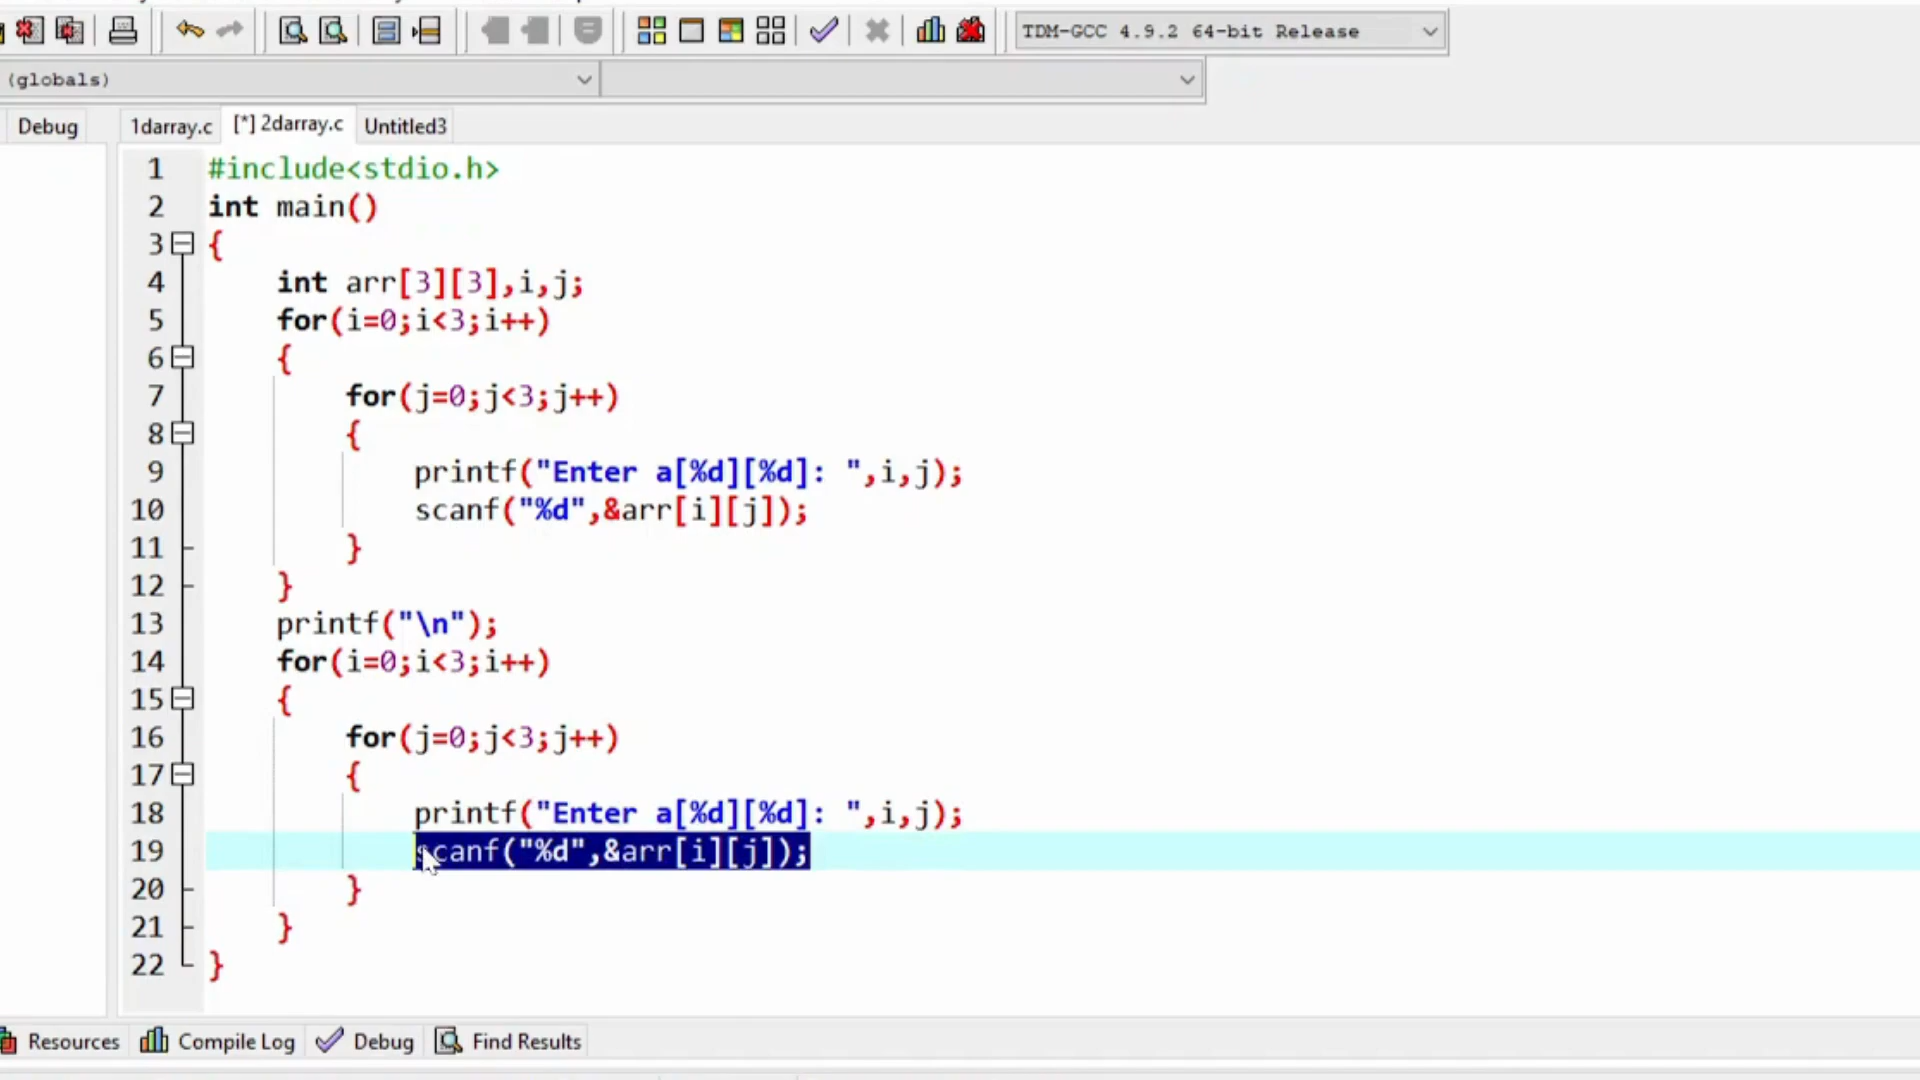 TDM-GCC 4.9.2 64-bit Release
(globals)
Debug
1darray.c
[*] 2darray.c
Untitled3
1 #include<stdio.h>
2 int main()
3 {
4 int arr[3][3],i,j;
5 for(i=0;i<3;i++)
6 {
7 for(j=0;j<3;j++)
8 {
9 printf("Enter a[%d][%d]: ",i,j);
10 scanf("%d",&arr[i][j]);
11 }
12 }
13 printf("\n");
14 for(i=0;i<3;i++)
15 {
16 for(j=0;j<3;j++)
17 {
18 printf("Enter a[%d][%d]: ",i,j);
19 scanf("%d",&arr[i][j]);
20 }
21 }
22 }
Resources
Compile Log
Debug
Find Results